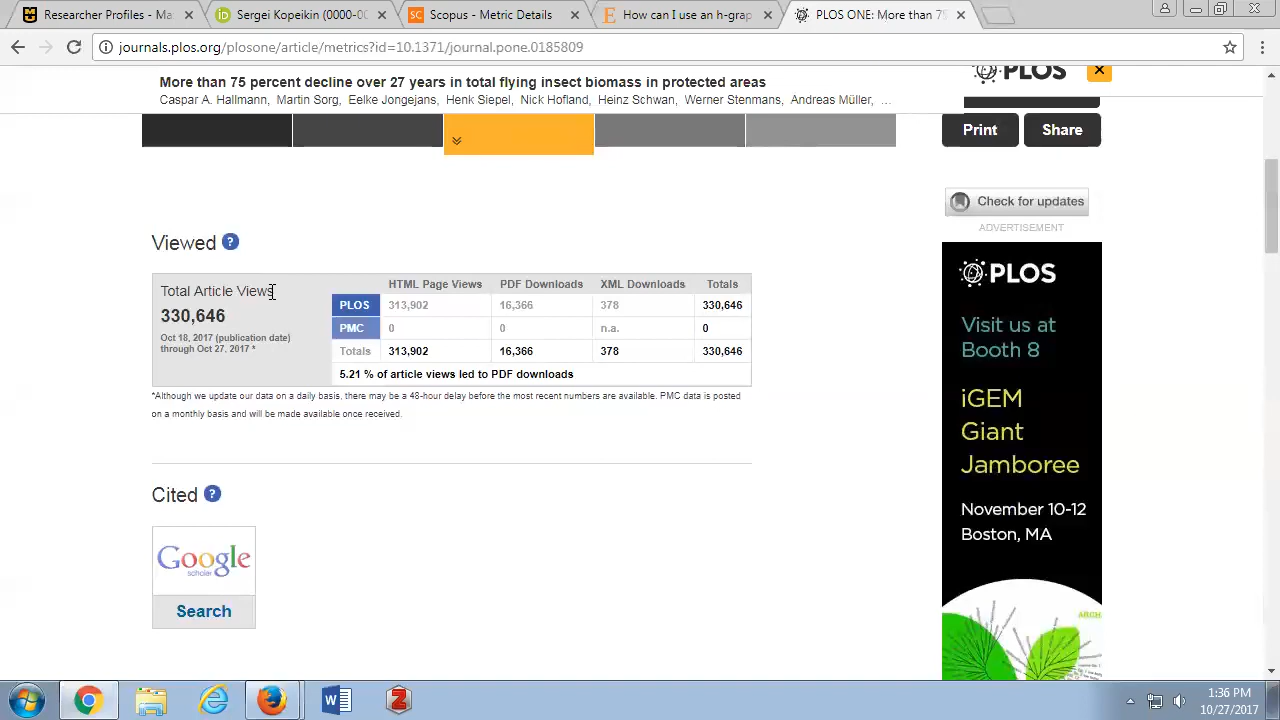 Researcher Profiles - Ma
Sergei Kopeikin (0000-00
Scopus - Metric Details
How can I use an h-grap
PLOS ONE: More than 75
journals.plos.org/plosone/article/metrics?id=10.1371/journal.pone.0185809
More than 75 percent decline over 27 years in total flying insect biomass in protected areas
Caspar A. Hallmann, Martin Sorg, Eelke Jongejans, Henk Siepel, Nick Hofland, Heinz Schwan, Werner Stenmans, Andreas Müller, ...
PLOS
Print Share
Check for updates
ADVERTISEMENT
Viewed ?
Total Article Views
330,646
Oct 18, 2017 (publication date)
through Oct 27, 2017 *
HTML Page Views PDF Downloads XML Downloads Totals
PLOS 313,902 16,366 378 330,646
PMC 0 0 n.a. 0
Totals 313,902 16,366 378 330,646
5.21 % of article views led to PDF downloads
*Although we update our data on a daily basis, there may be a 48-hour delay before the most recent numbers are available. PMC data is posted
on a monthly basis and will be made available once received.
Cited ?
Google
scholar
Search
PLOS
Visit us at
Booth 8
iGEM
Giant
Jamboree
November 10-12
Boston, MA
ARCH
1:36 PM
10/27/2017